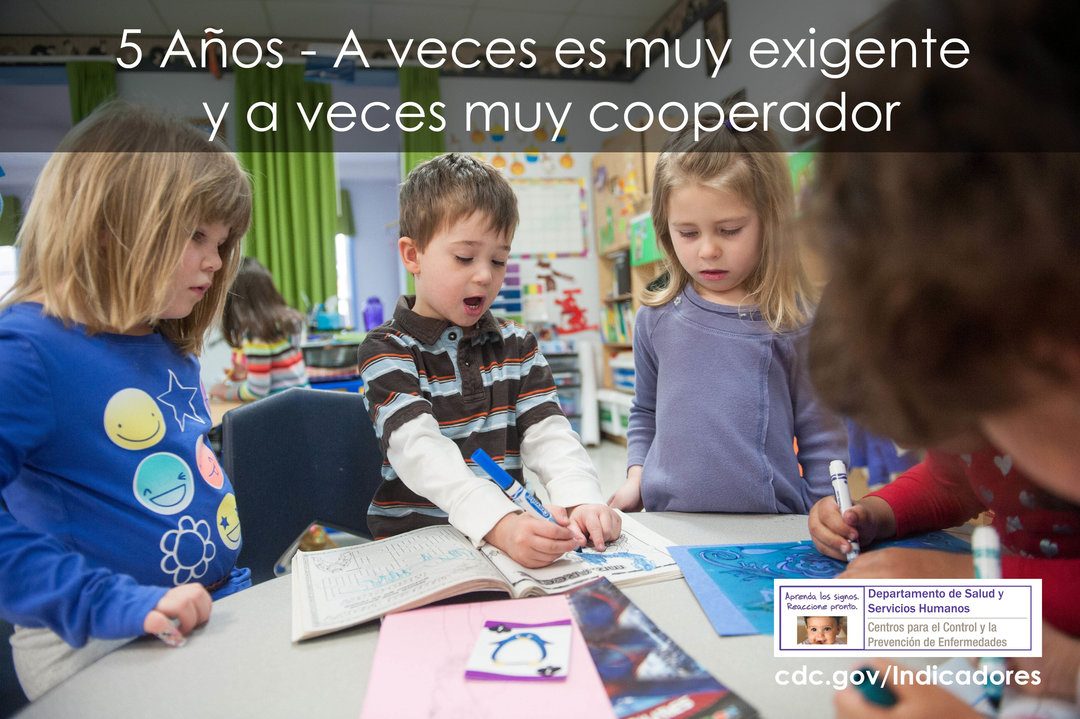 5 Años - A veces es muy exigente
y a veces muy cooperador
Aprenda los signos.
Reaccione pronto.
Departamento de Salud y
Servicios Humanos
Centros para el Control y la
Prevención de Enfermedades
cdc.gov/Indicadores